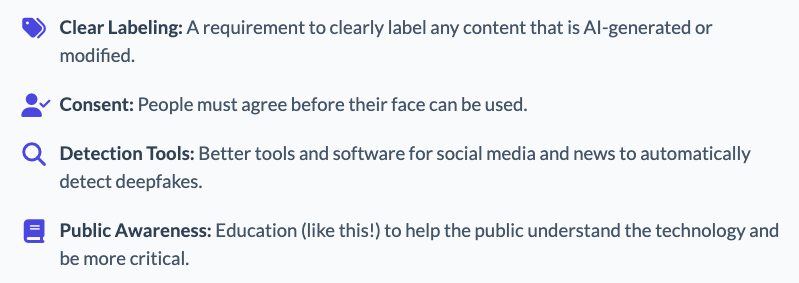 Clear Labeling: A requirement to clearly label any content that is AI-generated or
modified.
Consent: People must agree before their face can be used.
Detection Tools: Better tools and software for social media and news to automatically
detect deepfakes.
Public Awareness: Education (like this!) to help the public understand the technology and
be more critical.